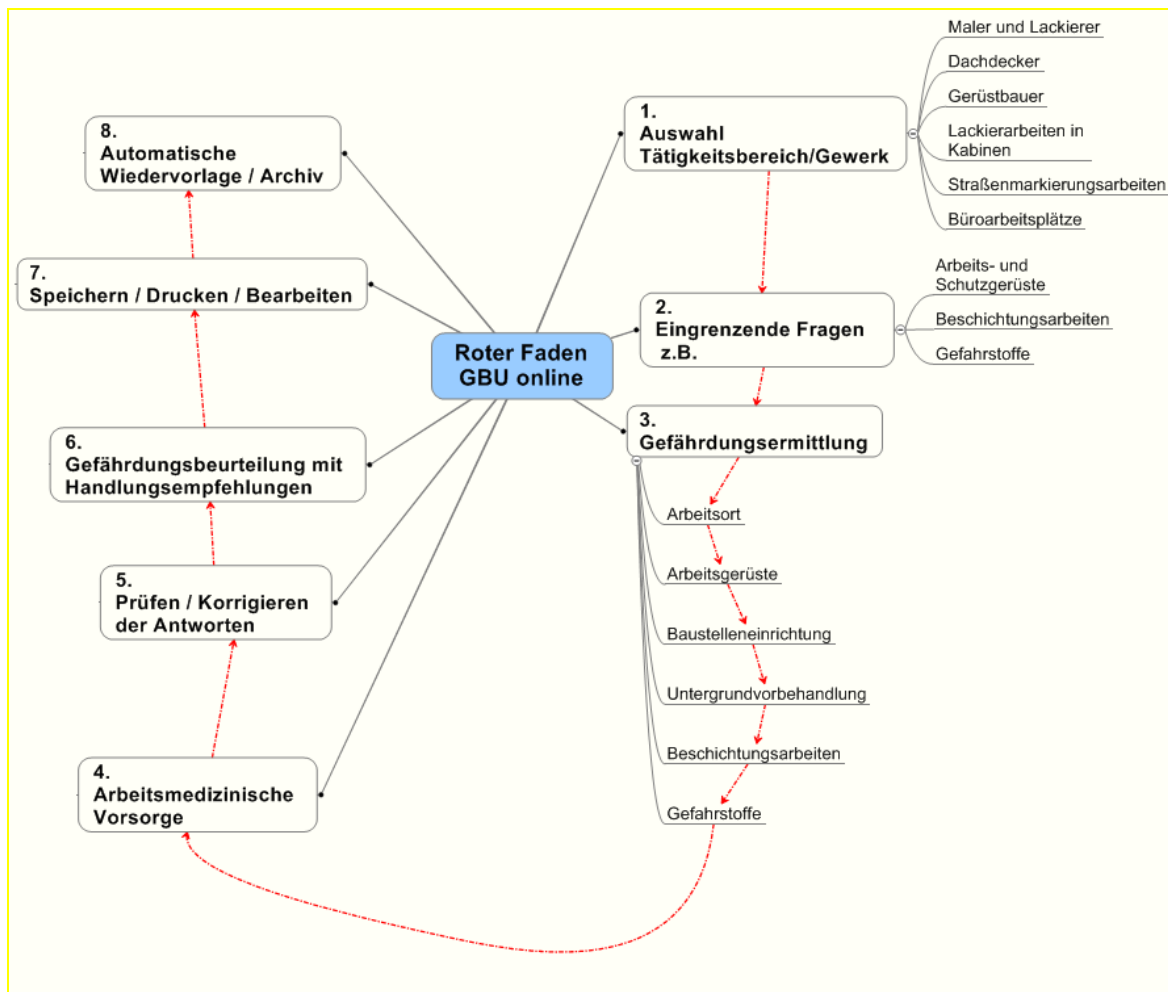 Roter Faden
GBU online
1.
Auswahl
Tätigkeitsbereich/Gewerk
Maler und Lackierer
Dachdecker
Gerüstbauer
Lackierarbeiten in
Kabinen
Straßenmarkierungsarbeiten
Büroarbeitsplätze
2.
Eingrenzende Fragen
z.B.
Arbeits- und
Schutzgerüste
Beschichtungsarbeiten
Gefahrstoffe
3.
Gefährdungsermittlung
Arbeitsort
Arbeitsgerüste
Baustelleneinrichtung
Untergrundvorbehandlung
Beschichtungsarbeiten
Gefahrstoffe
4.
Arbeitsmedizinische
Vorsorge
5.
Prüfen / Korrigieren
der Antworten
6.
Gefährdungsbeurteilung mit
Handlungsempfehlungen
7.
Speichern / Drucken / Bearbeiten
8.
Automatische
Wiedervorlage / Archiv